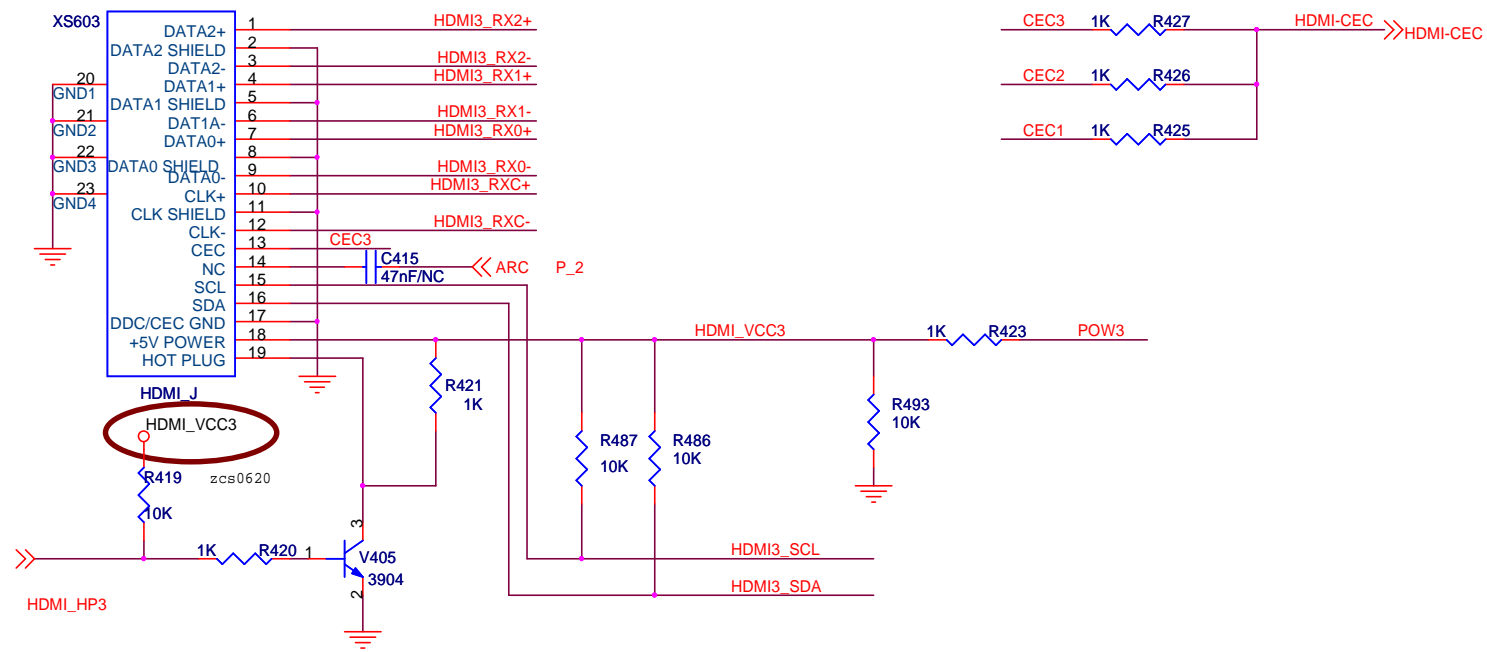 XS603
DATA2+ 1 HDMI3_RX2+
DATA2 SHIELD 2
DATA2- 3 HDMI3_RX2-
DATA1+ 4 HDMI3_RX1+
DATA1 SHIELD 5
DAT1A- 6 HDMI3_RX1-
DATA0+ 7 HDMI3_RX0+
DATA0 SHIELD 8
DATA0- 9 HDMI3_RX0-
CLK+ 10 HDMI3_RXC+
CLK SHIELD 11
CLK- 12 HDMI3_RXC-
CEC 13 CEC3
NC 14
SCL 15
SDA 16
DDC/CEC GND 17
+5V POWER 18
HOT PLUG 19
20
GND1
21
GND2
22
GND3
23
GND4
C415
47nF/NC
ARC P_2
HDMI_J
HDMI_VCC3
R419
10K
zcs0620
HDMI_HP3
1K R420
1
3
2
V405
3904
R421
1K
HDMI_VCC3
R487
10K
R486
10K
R493
10K
1K R423 POW3
HDMI3_SCL
HDMI3_SDA
CEC3 1K R427 HDMI-CEC HDMI-CEC
CEC2 1K R426
CEC1 1K R425